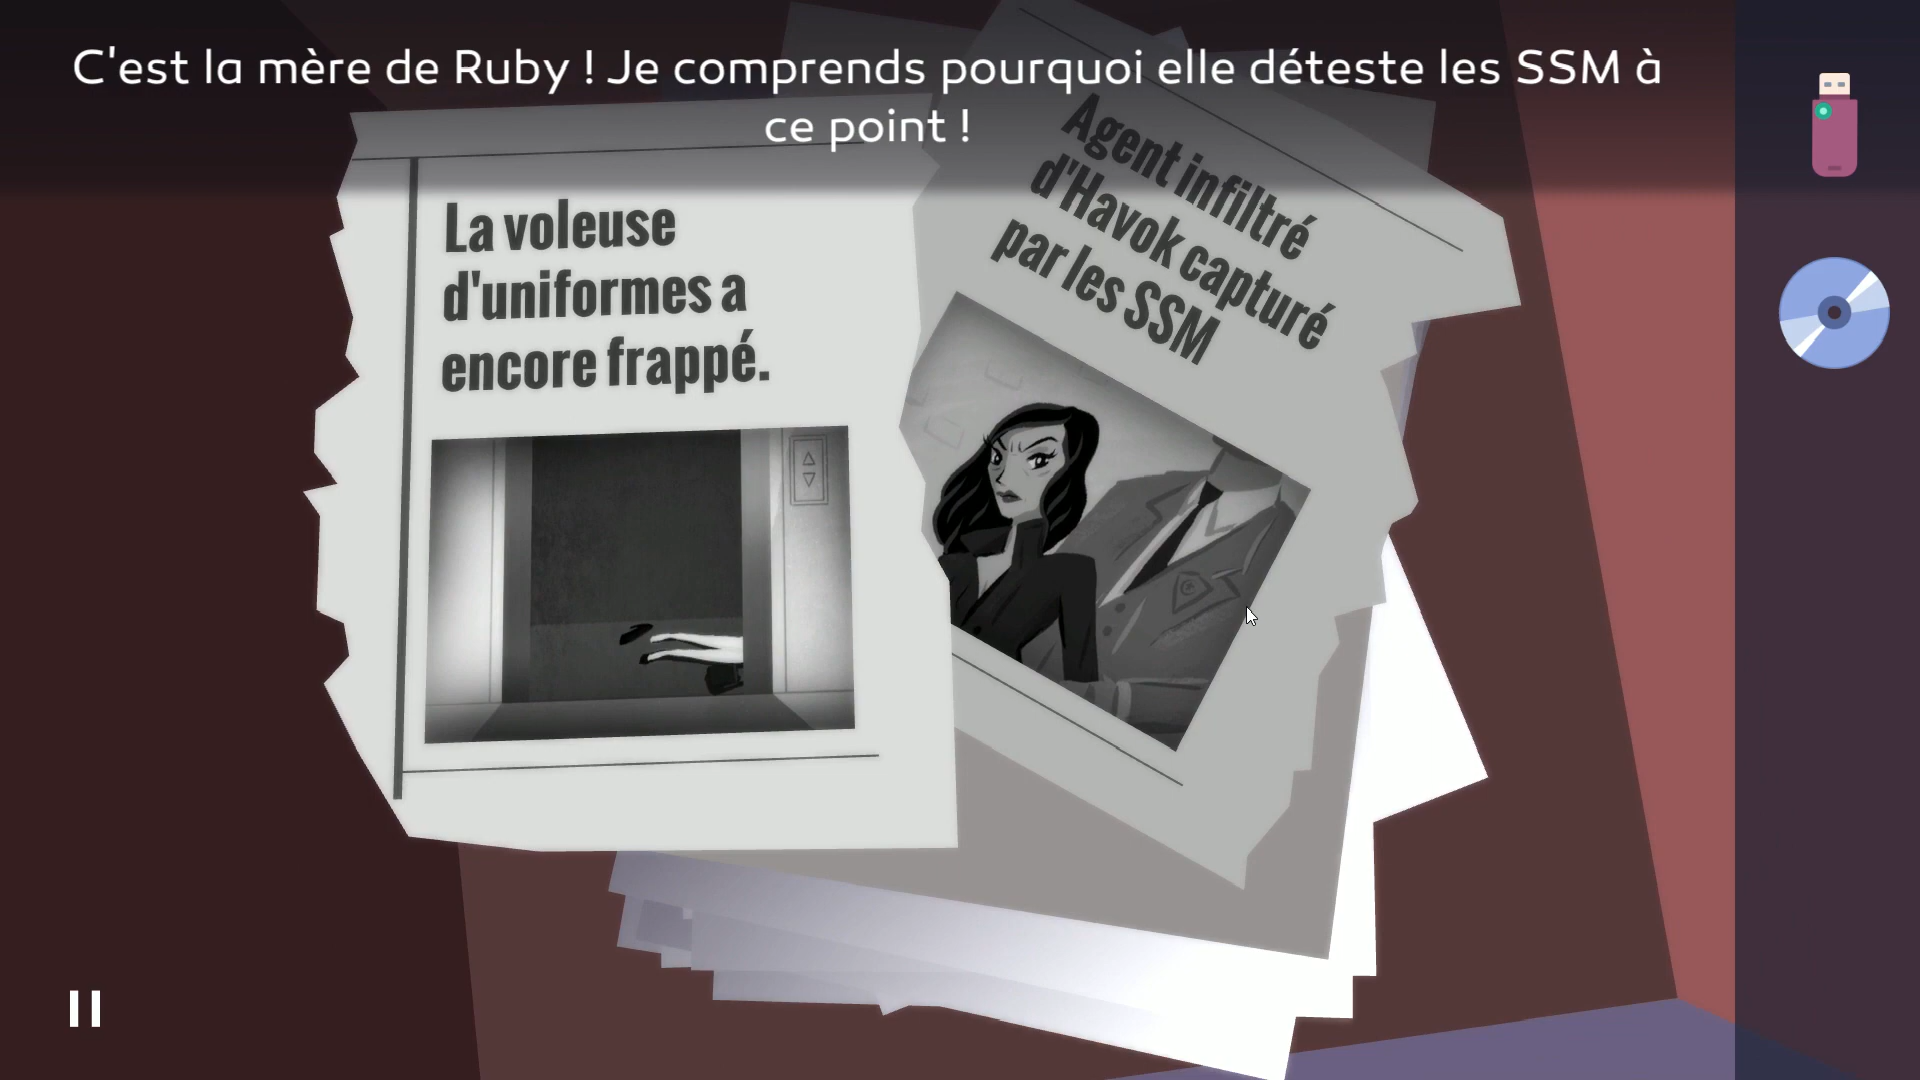 C'est la mère de Ruby ! Je comprends pourquoi elle déteste les SSM à
ce point !
La voleuse
d'uniformes a
encore frappé.
Agent infiltré
d'Havok capturé
par les SSM